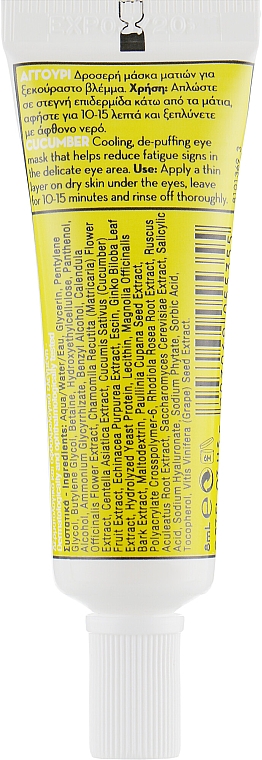 ΑΓΓΟΥΡΙ Δροσερή μάσκα ματιών για
ξεκούραστο βλέμμα. Χρήση: Απλώστε
σε στεγνή επιδερμίδα κάτω από τα μάτια,
αφήστε για 10-15 λεπτά και ξεπλύνετε
με άφθονο νερό.
CUCUMBER Cooling, de-puffing eye
mask that helps reduce fatigue signs in
the delicate eye area. Use: Apply a thin
layer on dry skin under the eyes, leave
for 10-15 minutes and rinse off thoroughly.
Συστατικά - Ingredients: Aqua/Water/Eau, Glycerin, Pentylene
Glycol, Butylene Glycol, Betaine, Hydroxyethylcellulose, Panthenol,
Alcohol, Ammonium Glycyrrhizate, Benzyl Alcohol, Calendula
Officinalis Flower Extract, Chamomilla Recutita (Matricaria) Flower
Extract, Centella Asiatica Extract, Cucumis Sativus (Cucumber)
Fruit Extract, Echinacea Purpurea Extract, Escin, Ginkgo Biloba Leaf
Extract, Hydrolyzed Yeast Protein, Lecithin, Magnolia Officinalis
Bark Extract, Maltodextrin, Paullinia Cupana Seed Extract,
Polyacrylate Crosspolymer-6, Rhodiola Rosea Root Extract, Ruscus
Aculeatus Root Extract, Saccharomyces Cerevisiae Extract, Salicylic
Acid, Sodium Hyaluronate, Sodium Phytate, Sorbic Acid,
Tocopherol, Vitis Vinifera (Grape) Seed Extract.
8mL